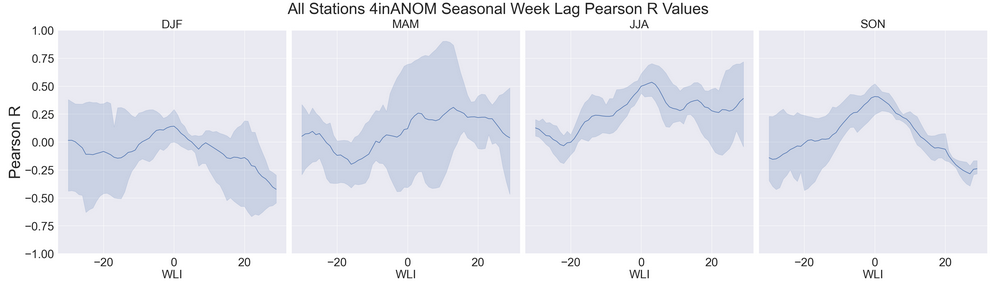 All Stations 4inANOM Seasonal Week Lag Pearson R Values
DJF MAM JJA SON
Pearson R
1.00
0.75
0.50
0.25
0.00
−0.25
−0.50
−0.75
−1.00
−20 0 20 −20 0 20 −20 0 20 −20 0 20
WLI WLI WLI WLI